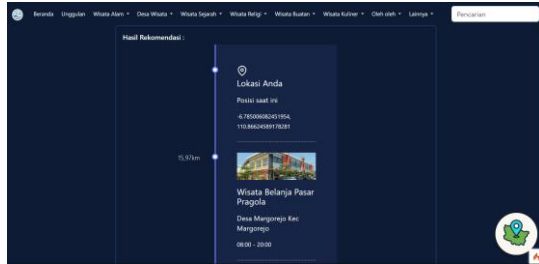 Beranda Unggulan Wisata Alam Desa Wisata Wisata Sejarah Wisata Religi Wisata Buatan Wisata Kuliner Oleh oleh Lainnya Pencarian
Hasil Rekomendasi :
Lokasi Anda
Posisi saat ini
-6.785006082451954,
110.86624589178281
15,97km
Wisata Belanja Pasar
Pragola
Desa Margorejo Kec
Margorejo
08:00 - 20:00